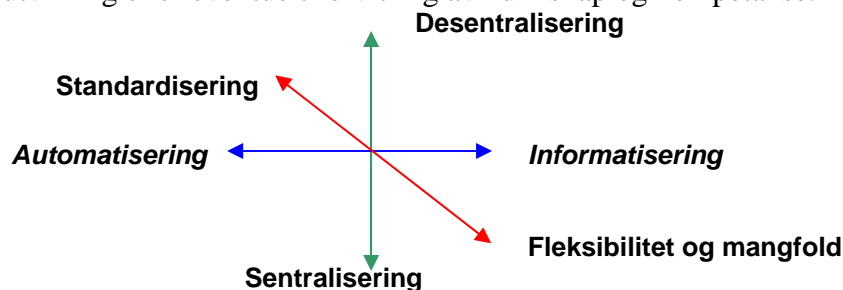 Desentralisering
Standardisering
Automatisering
Informatisering
Fleksibilitet og mangfold
Sentralisering